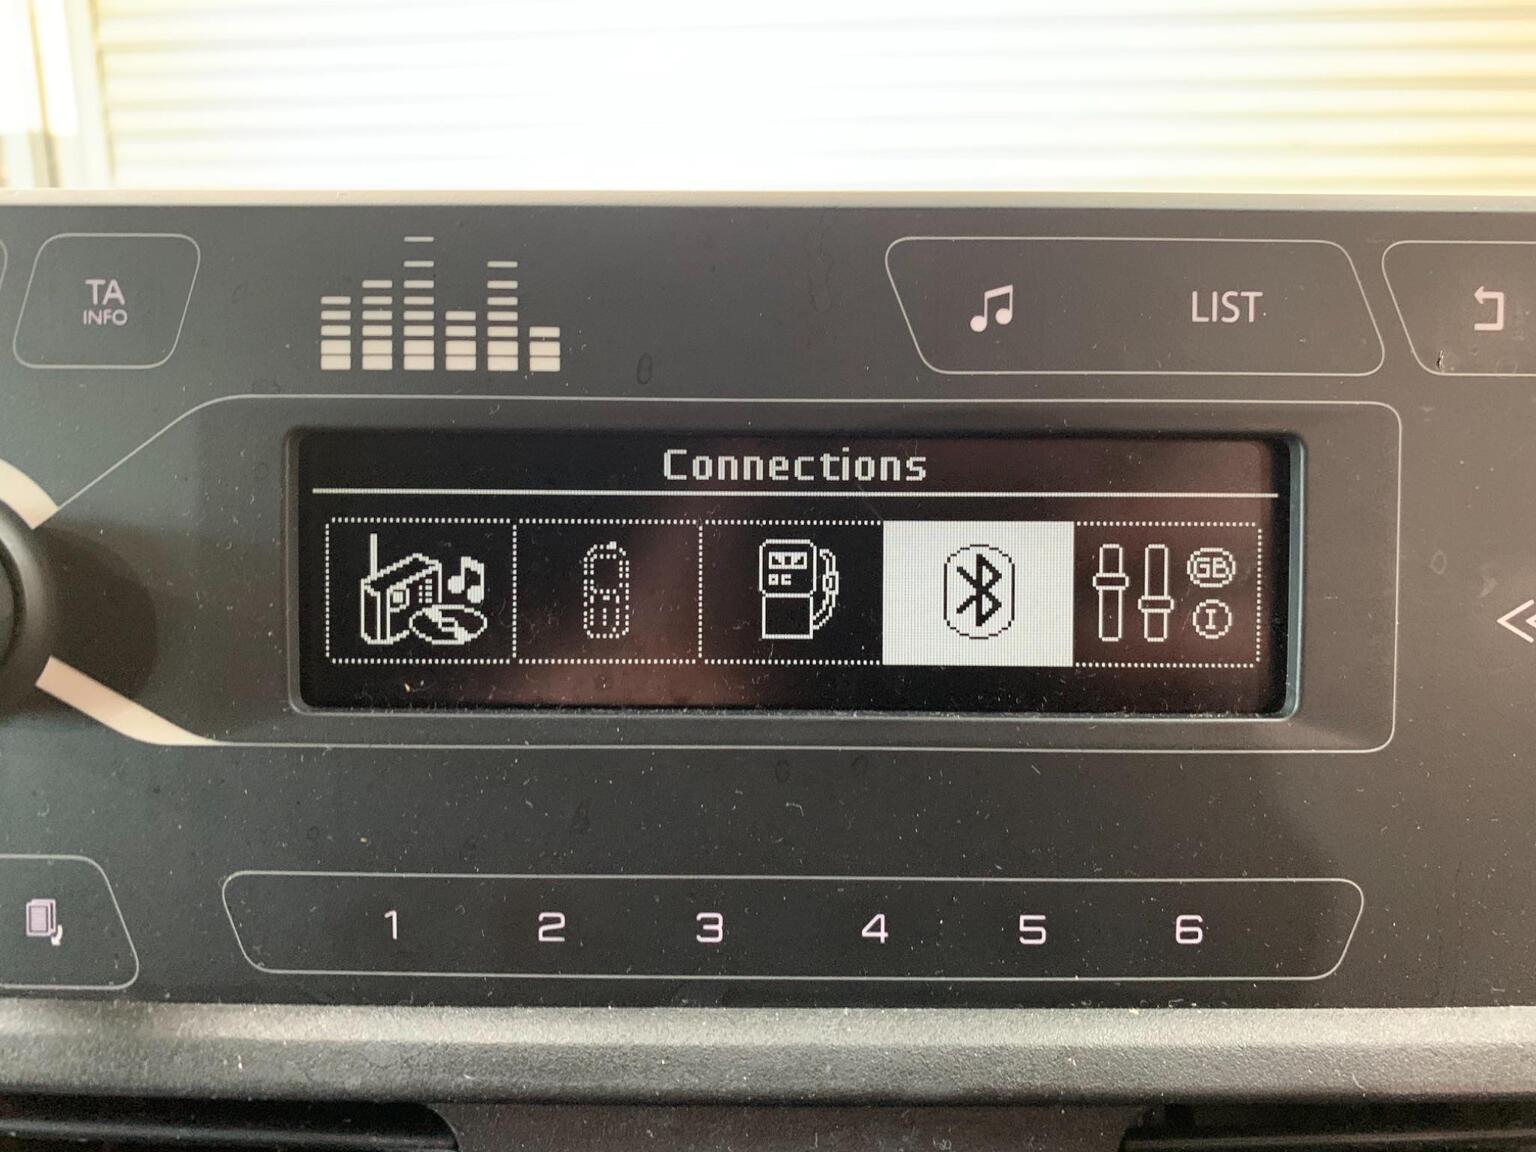 TA
INFO
LIST
Connections
GB
I
1 2 3 4 5 6